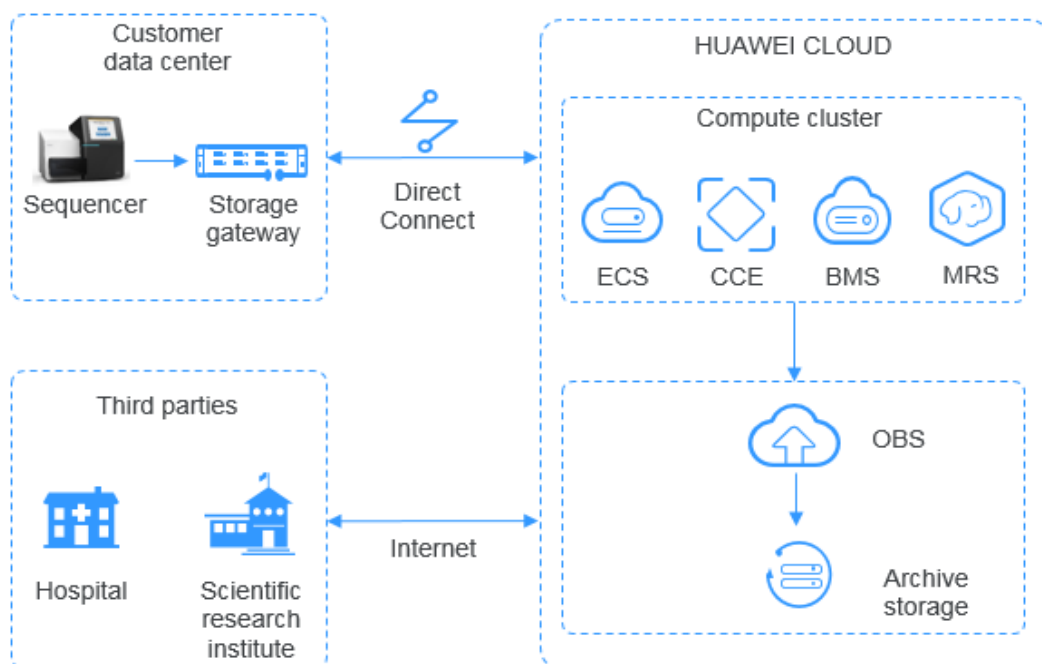 Customer
data center
Sequencer
Storage
gateway
Direct
Connect
HUAWEI CLOUD
Compute cluster
ECS
CCE
BMS
MRS
Third parties
Hospital
Scientific
research
institute
Internet
OBS
Archive
storage